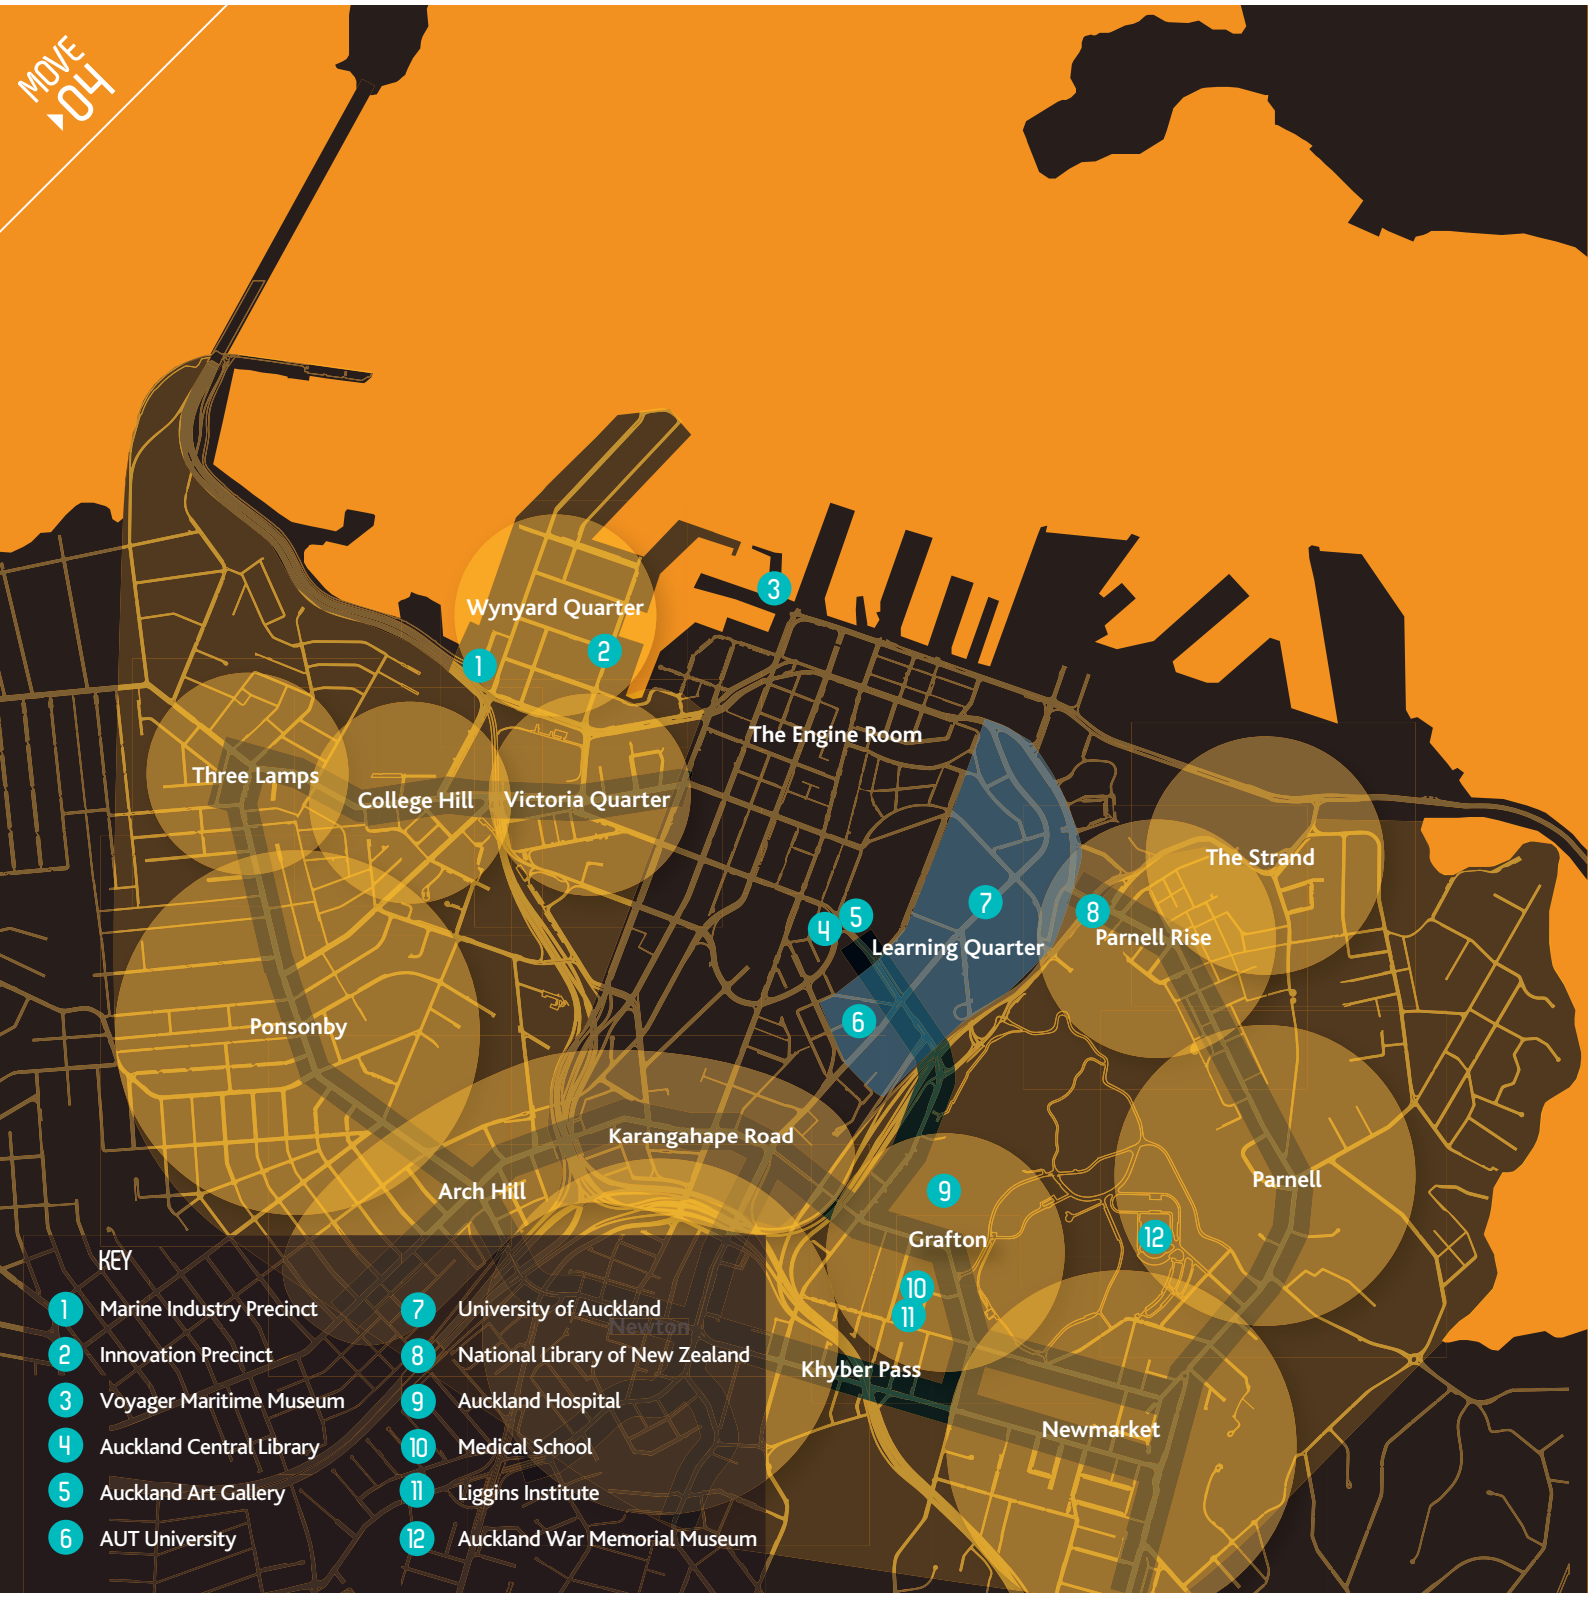 MOVE
04
Wynyard Quarter
1
2
3
The Engine Room
Three Lamps
College Hill
Victoria Quarter
The Strand
7
8
4
5
Learning Quarter
Parnell Rise
6
Ponsonby
Karangahape Road
Arch Hill
Parnell
9
Grafton
12
10
11
Khyber Pass
Newmarket
Newton
KEY
1 Marine Industry Precinct
2 Innovation Precinct
3 Voyager Maritime Museum
4 Auckland Central Library
5 Auckland Art Gallery
6 AUT University
7 University of Auckland
8 National Library of New Zealand
9 Auckland Hospital
10 Medical School
11 Liggins Institute
12 Auckland War Memorial Museum